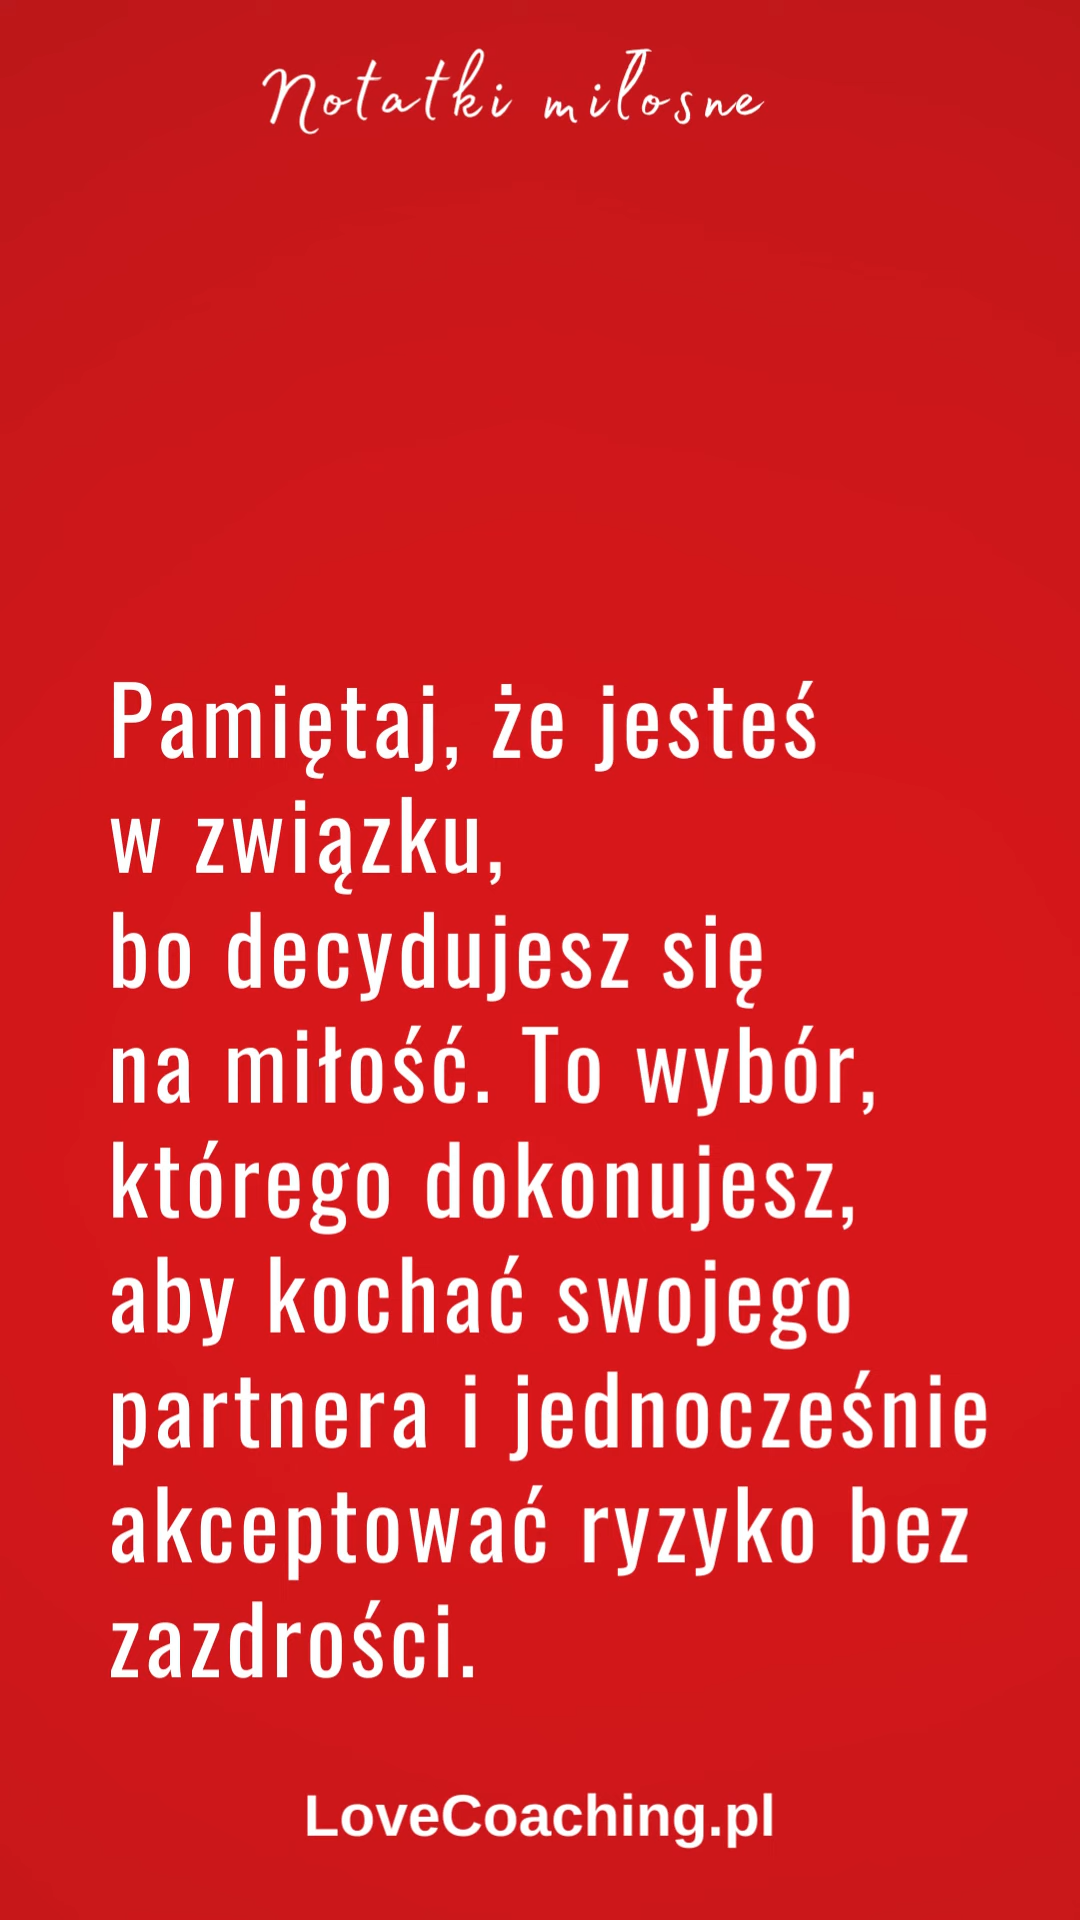 Notatki miłosne
Pamiętaj, że jesteś
w związku,
bo decydujesz się
na miłość. To wybór,
którego dokonujesz,
aby kochać swojego
partnera i jednocześnie
akceptować ryzyko bez
zazdrości.
LoveCoaching.pl